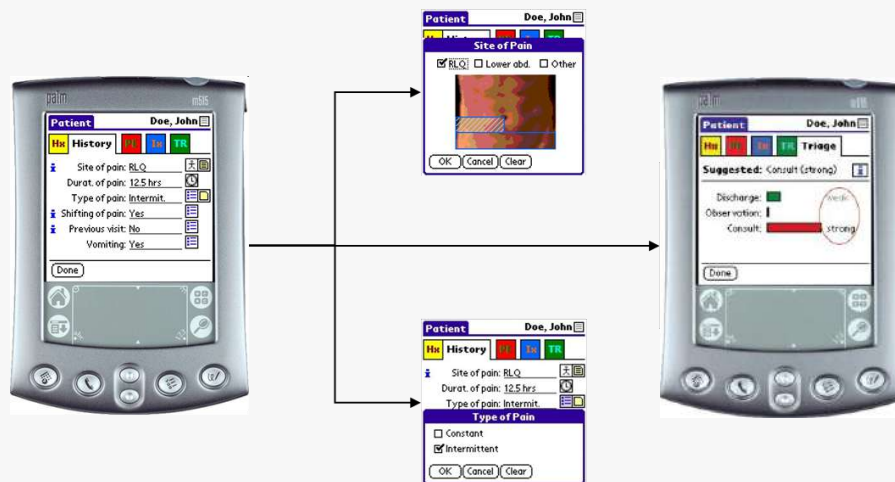 palm m515
Patient Doe, John
Hx History PE Ix TR
Site of pain: RLQ
Durat. of pain: 12.5 hrs
Type of pain: Intermit.
Shifting of pain: Yes
Previous visit: No
Vomiting: Yes
Done
Patient Doe, John
Hx History
Site of Pain
RLQ Lower abd. Other
OK Cancel Clear
Patient Doe, John
Hx History PE Ix TR
Site of pain: RLQ
Durat. of pain: 12.5 hrs
Type of pain: Intermit.
Type of Pain
Constant
Intermittent
OK Cancel Clear
palm
Patient Doe, John
Hx PE Ix TR Triage
Suggested: Consult (strong)
Discharge:
Observation:
Consult: strong
Done